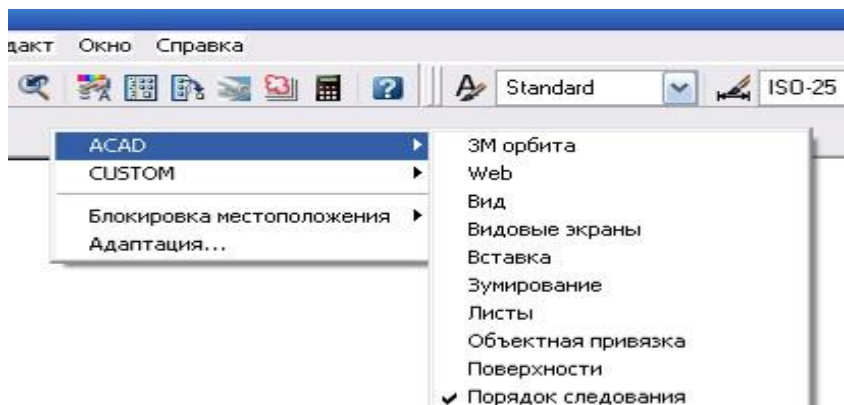 дакт Окно Справка
Standard ISO-25
ACAD
CUSTOM
Блокировка местоположения
Адаптация...
3М орбита
Web
Вид
Видовые экраны
Вставка
Зумирование
Листы
Объектная привязка
Поверхности
Порядок следования